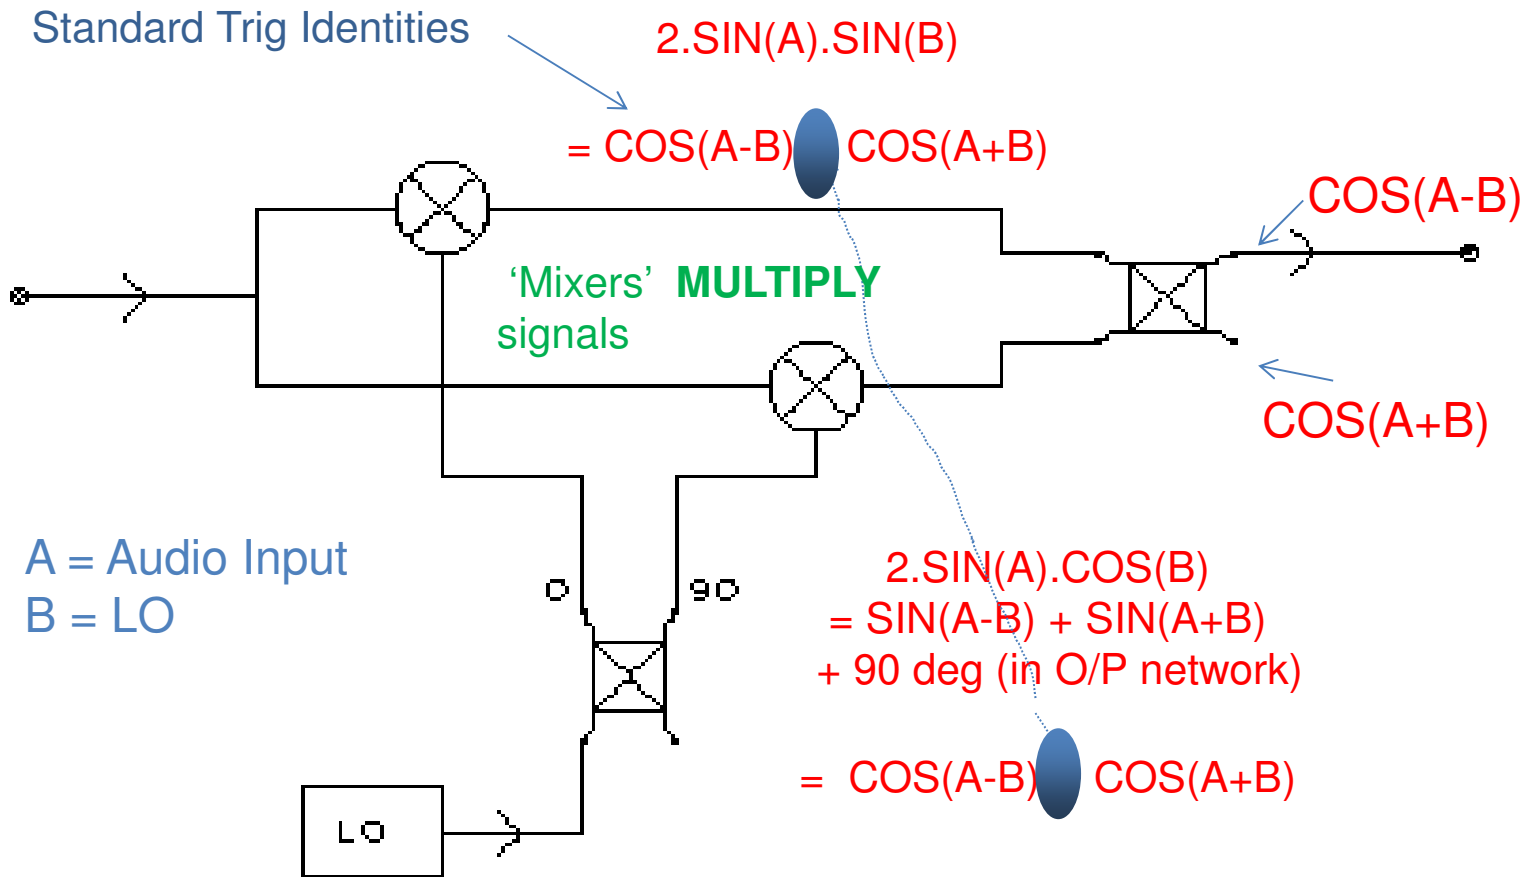 Standard Trig Identities
2.SIN(A).SIN(B)
= COS(A-B) COS(A+B)
COS(A-B)
'Mixers' MULTIPLY
signals
COS(A+B)
A = Audio Input
B = LO
0
90
2.SIN(A).COS(B)
= SIN(A-B) + SIN(A+B)
+ 90 deg (in O/P network)
= COS(A-B) COS(A+B)
LO